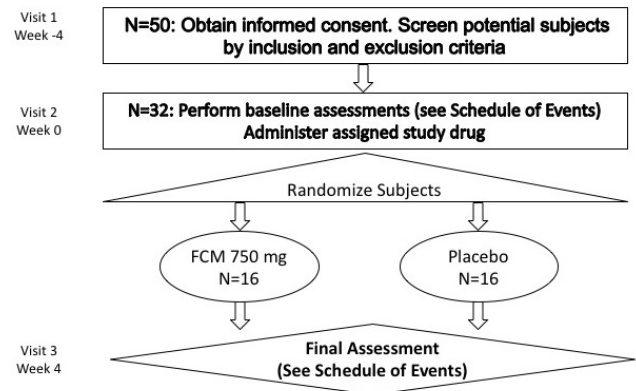 Visit 1
Week -4
N=50: Obtain informed consent. Screen potential subjects
by inclusion and exclusion criteria
Visit 2
Week 0
N=32: Perform baseline assessments (see Schedule of Events)
Administer assigned study drug
Randomize Subjects
FCM 750 mg
N=16
Placebo
N=16
Visit 3
Week 4
Final Assessment
(See Schedule of Events)